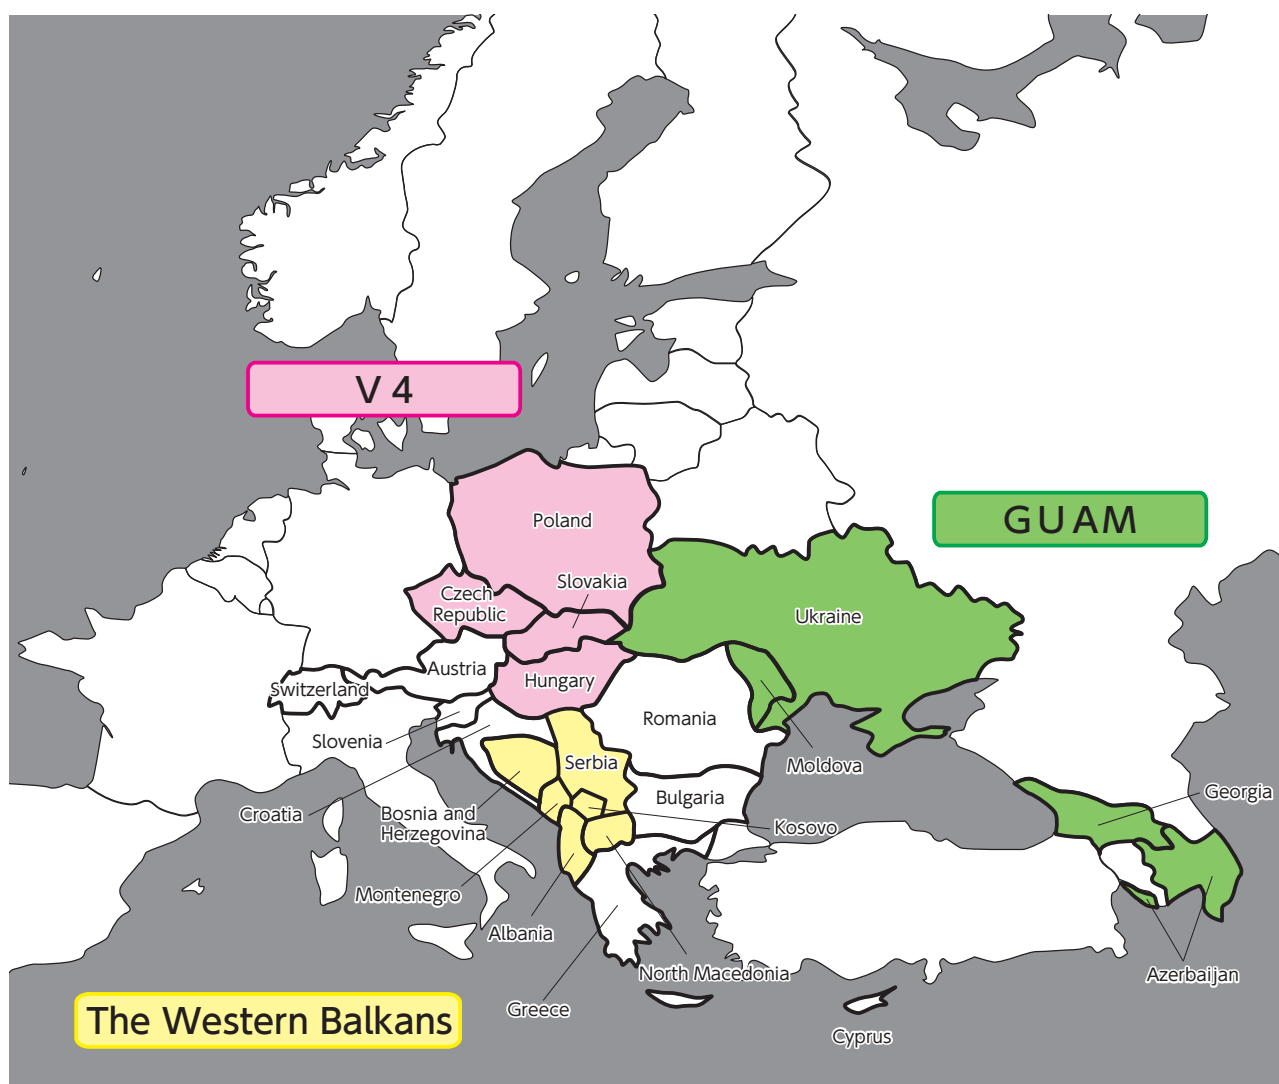 V 4
GUAM
Poland
Slovakia
Czech
Republic
Ukraine
Austria
Hungary
Switzerland
Romania
Slovenia
Serbia
Moldova
Bulgaria
Georgia
Croatia
Bosnia and
Herzegovina
Kosovo
Montenegro
Albania
North Macedonia
Azerbaijan
Greece
The Western Balkans
Cyprus